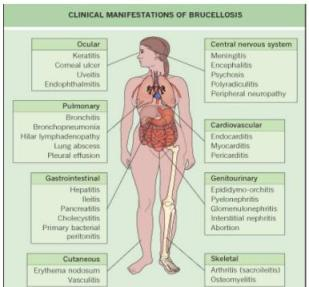 CLINICAL MANIFESTATIONS OF BRUCELLOSIS
Ocular
Keratitis
Corneal ulcer
Uveitis
Endophthalmitis
Pulmonary
Bronchitis
Bronchopneumonia
Hilar lymphadenopathy
Lung abscess
Pleural effusion
Gastrointestinal
Hepatitis
Ileitis
Pancreatitis
Cholecystitis
Primary bacterial
peritonitis
Cutaneous
Erythema nodosum
Vasculitis
Central nervous system
Meningitis
Encephalitis
Psychosis
Polyradiculitis
Peripheral neuropathy
Cardiovascular
Endocarditis
Myocarditis
Pericarditis
Genitourinary
Epididymo-orchitis
Pyelonephritis
Glomerulonephritis
Interstitial nephritis
Abortion
Skeletal
Arthritis (sacroileitis)
Osteomyelitis